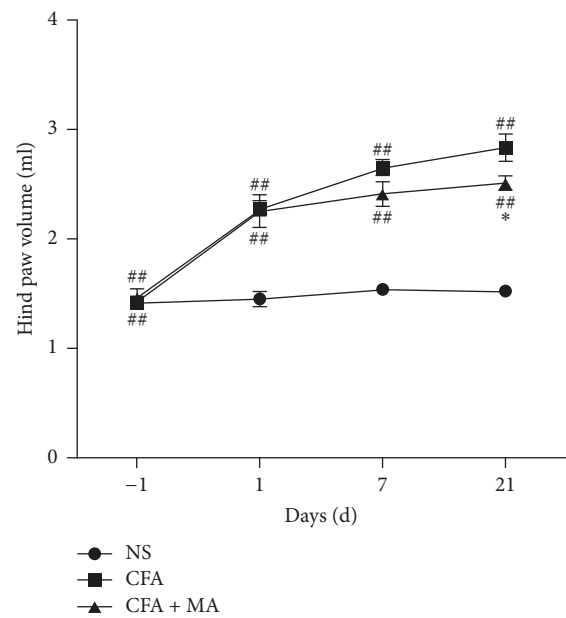 4
3
2
1
0
Hind paw volume (ml)
##
##
##
##
##
##
##
##
*
−1 1 7 21
Days (d)
NS
CFA
CFA + MA